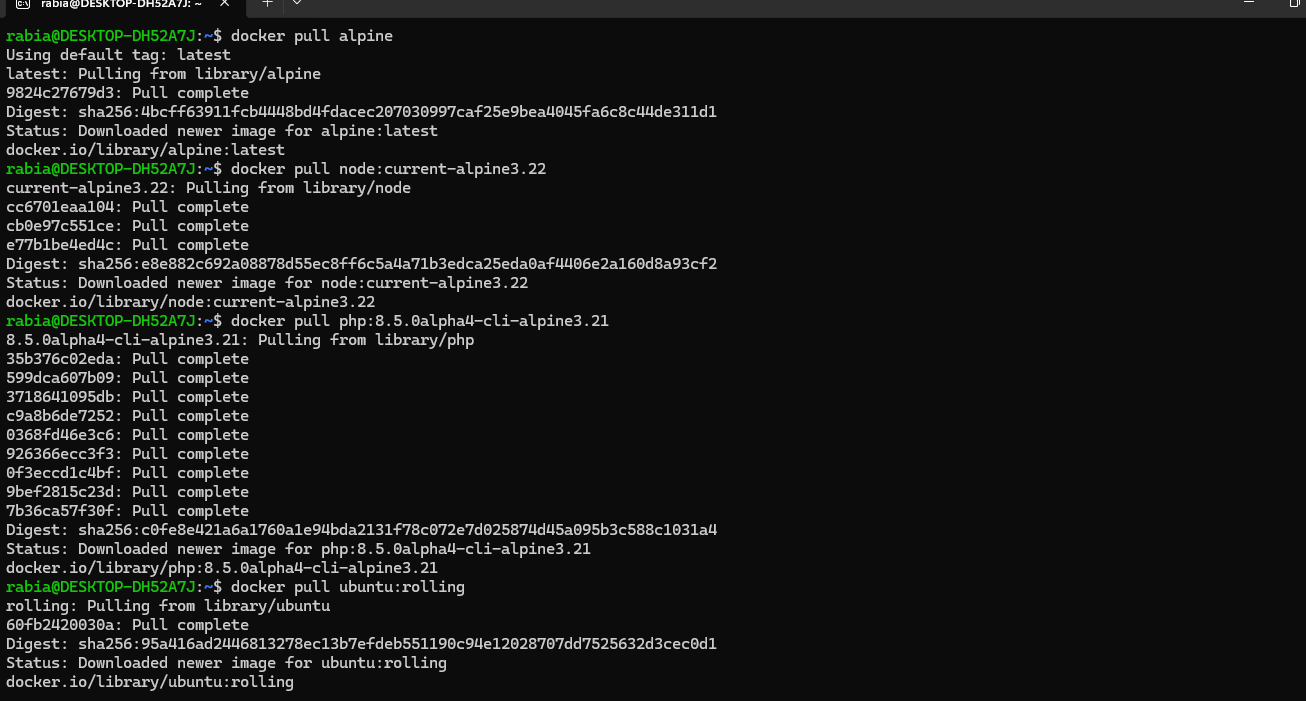 rabia@DESKTOP-DH52A7J: ~
rabia@DESKTOP-DH52A7J:~$ docker pull alpine
Using default tag: latest
latest: Pulling from library/alpine
9824c27679d3: Pull complete
Digest: sha256:4bcff63911fcb4448bd4fdacec207030997caf25e9bea4045fa6c8c44de311d1
Status: Downloaded newer image for alpine:latest
docker.io/library/alpine:latest
rabia@DESKTOP-DH52A7J:~$ docker pull node:current-alpine3.22
current-alpine3.22: Pulling from library/node
cc6701eaa104: Pull complete
cb0e97c551ce: Pull complete
e77b1be4ed4c: Pull complete
Digest: sha256:e8e882c692a08878d55ec8ff6c5a4a71b3edca25eda0af4406e2a160d8a93cf2
Status: Downloaded newer image for node:current-alpine3.22
docker.io/library/node:current-alpine3.22
rabia@DESKTOP-DH52A7J:~$ docker pull php:8.5.0alpha4-cli-alpine3.21
8.5.0alpha4-cli-alpine3.21: Pulling from library/php
35b376c02eda: Pull complete
599dca607b09: Pull complete
3718641095db: Pull complete
c9a8b6de7252: Pull complete
0368fd46e3c6: Pull complete
926366ecc3f3: Pull complete
0f3eccd1c4bf: Pull complete
9bef2815c23d: Pull complete
7b36ca57f30f: Pull complete
Digest: sha256:c0fe8e421a6a1760a1e94bda2131f78c072e7d025874d45a095b3c588c1031a4
Status: Downloaded newer image for php:8.5.0alpha4-cli-alpine3.21
docker.io/library/php:8.5.0alpha4-cli-alpine3.21
rabia@DESKTOP-DH52A7J:~$ docker pull ubuntu:rolling
rolling: Pulling from library/ubuntu
60fb2420030a: Pull complete
Digest: sha256:95a416ad2446813278ec13b7efdeb551190c94e12028707dd7525632d3cec0d1
Status: Downloaded newer image for ubuntu:rolling
docker.io/library/ubuntu:rolling